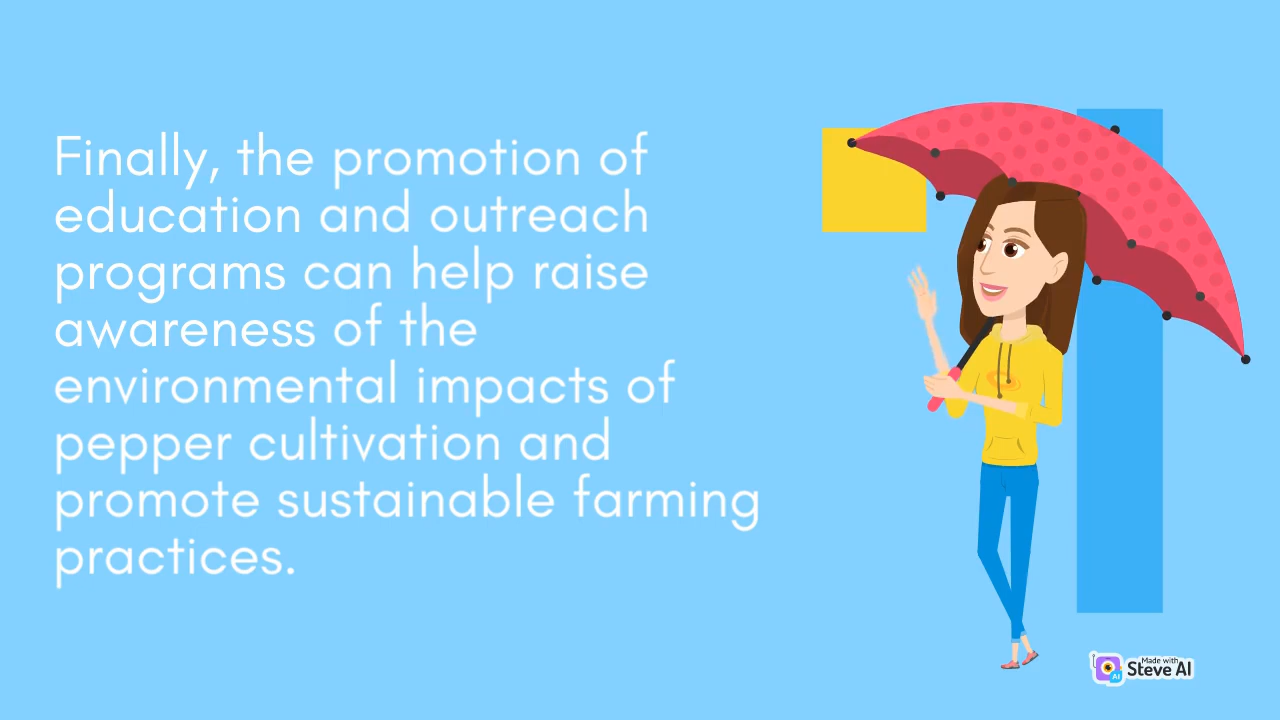 Finally, the promotion of
education and outreach
programs can help raise
awareness of the
environmental impacts of
pepper cultivation and
promote sustainable farming
practices.
Made with
Steve AI
AI